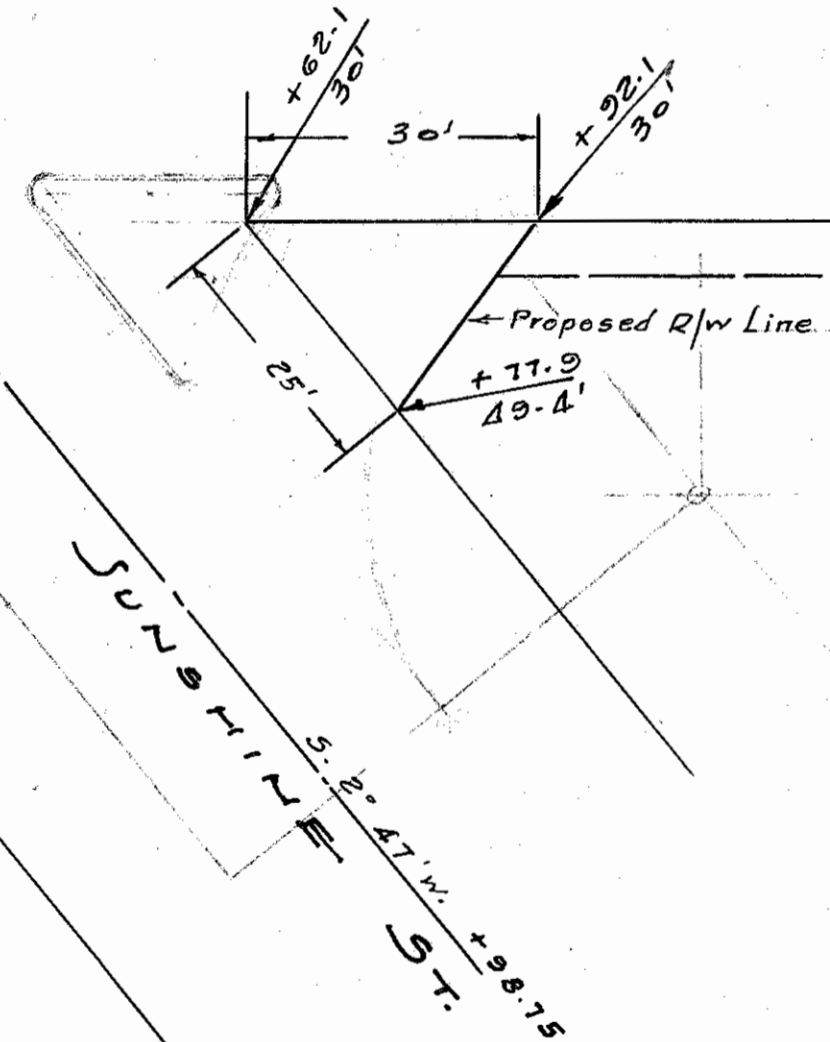 +62.1
30'
30'
+92.1
30'
25'
Proposed R/W Line
+77.9
49.4'
SUNSHINE ST.
S. 2° 47' W. +98.75